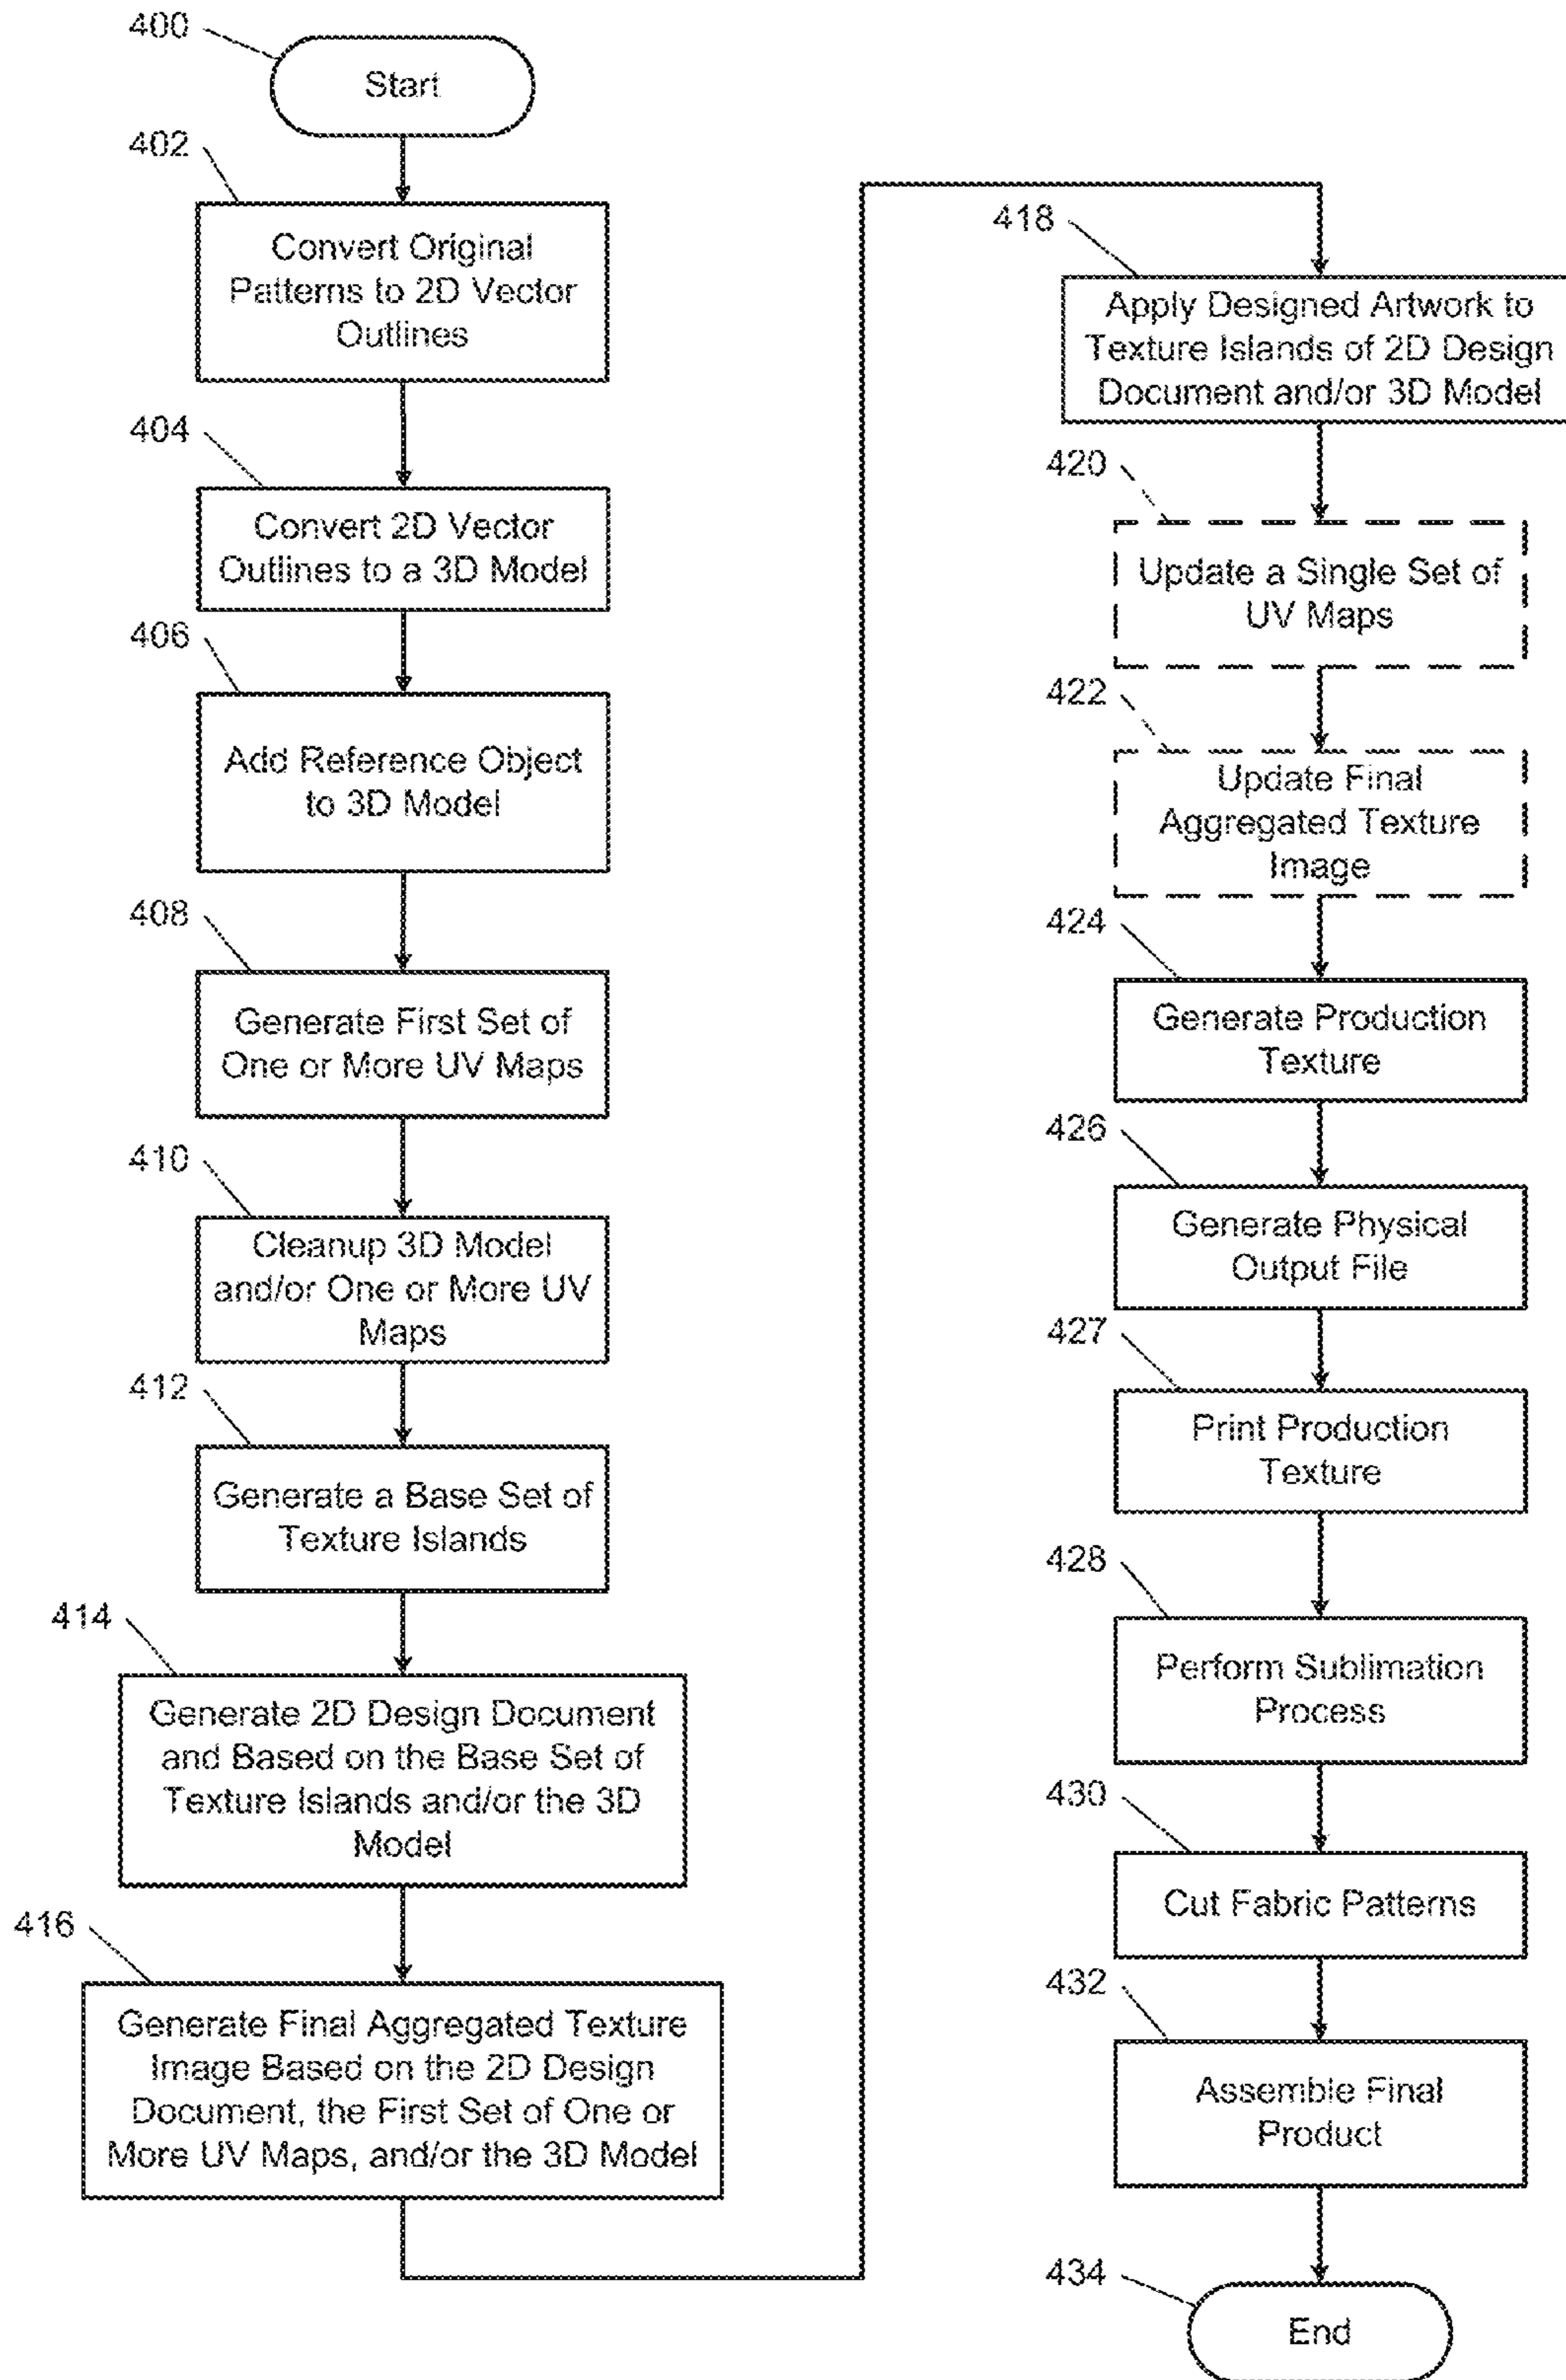 400
Start
402
Convert Original
Patterns to 2D Vector
Outlines
404
Convert 2D Vector
Outlines to a 3D Model
406
Add Reference Object
to 3D Model
408
Generate First Set of
One or More UV Maps
410
Cleanup 3D Model
and/or One or More UV
Maps
412
Generate a Base Set of
Texture Islands
414
Generate 2D Design Document
and Based on the Base Set of
Texture Islands and/or the 3D
Model
416
Generate Final Aggregated Texture
Image Based on the 2D Design
Document, the First Set of One or
More UV Maps, and/or the 3D Model
418
Apply Designed Artwork to
Texture Islands of 2D Design
Document and/or 3D Model
420
Update a Single Set of
UV Maps
422
Update Final
Aggregated Texture
Image
424
Generate Production
Texture
426
Generate Physical
Output File
427
Print Production
Texture
428
Perform Sublimation
Process
430
Cut Fabric Patterns
432
Assemble Final
Product
434
End